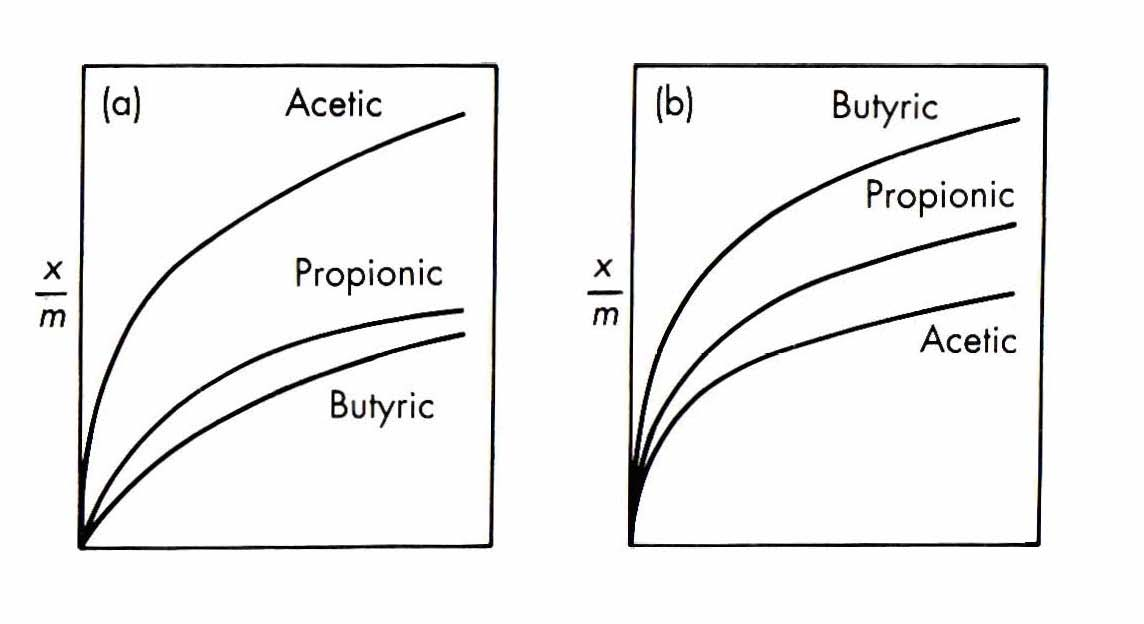 (a)
Acetic
Propionic
Butyric
x
m
(b)
Butyric
Propionic
Acetic
x
m